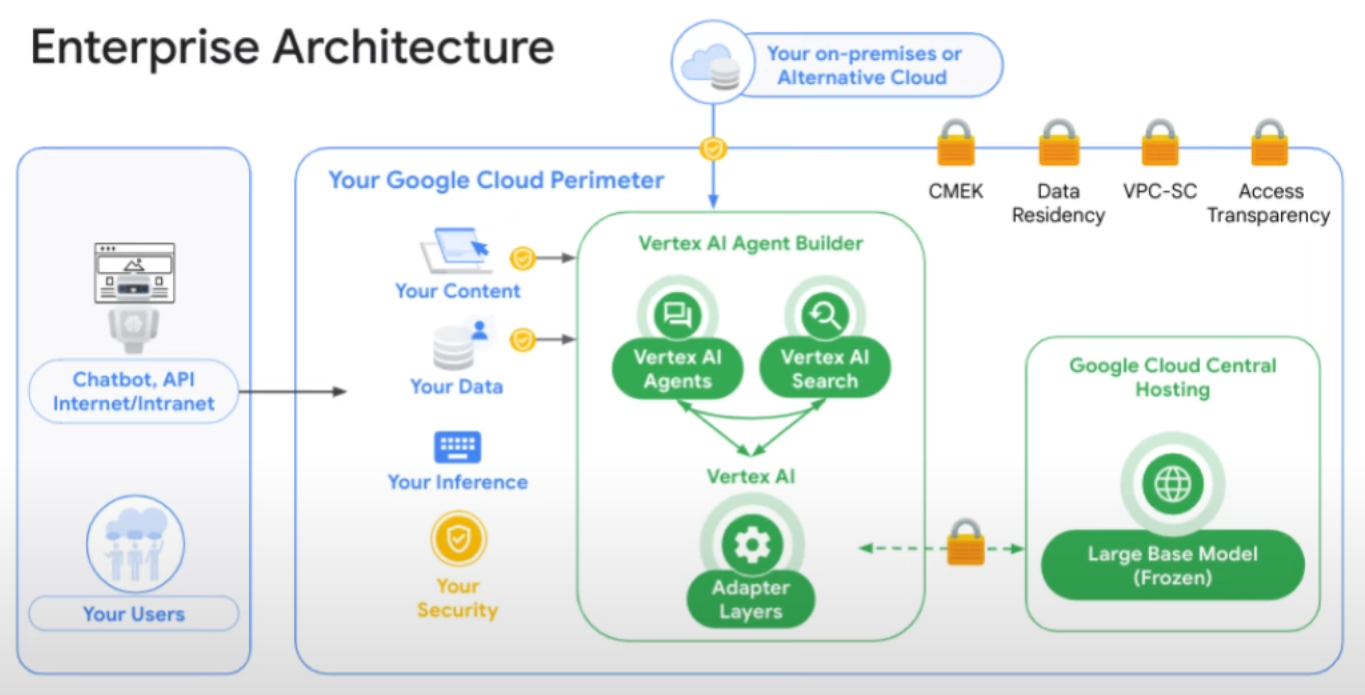 Enterprise Architecture
Your on-premises or
Alternative Cloud
Your Google Cloud Perimeter
CMEK
Data
Residency
VPC-SC
Access
Transparency
Chatbot, API
Internet/Intranet
Your Users
Your Content
Your Data
Your Inference
Your
Security
Vertex AI Agent Builder
Vertex AI
Agents
Vertex AI
Search
Vertex AI
Adapter
Layers
Google Cloud Central
Hosting
Large Base Model
(Frozen)